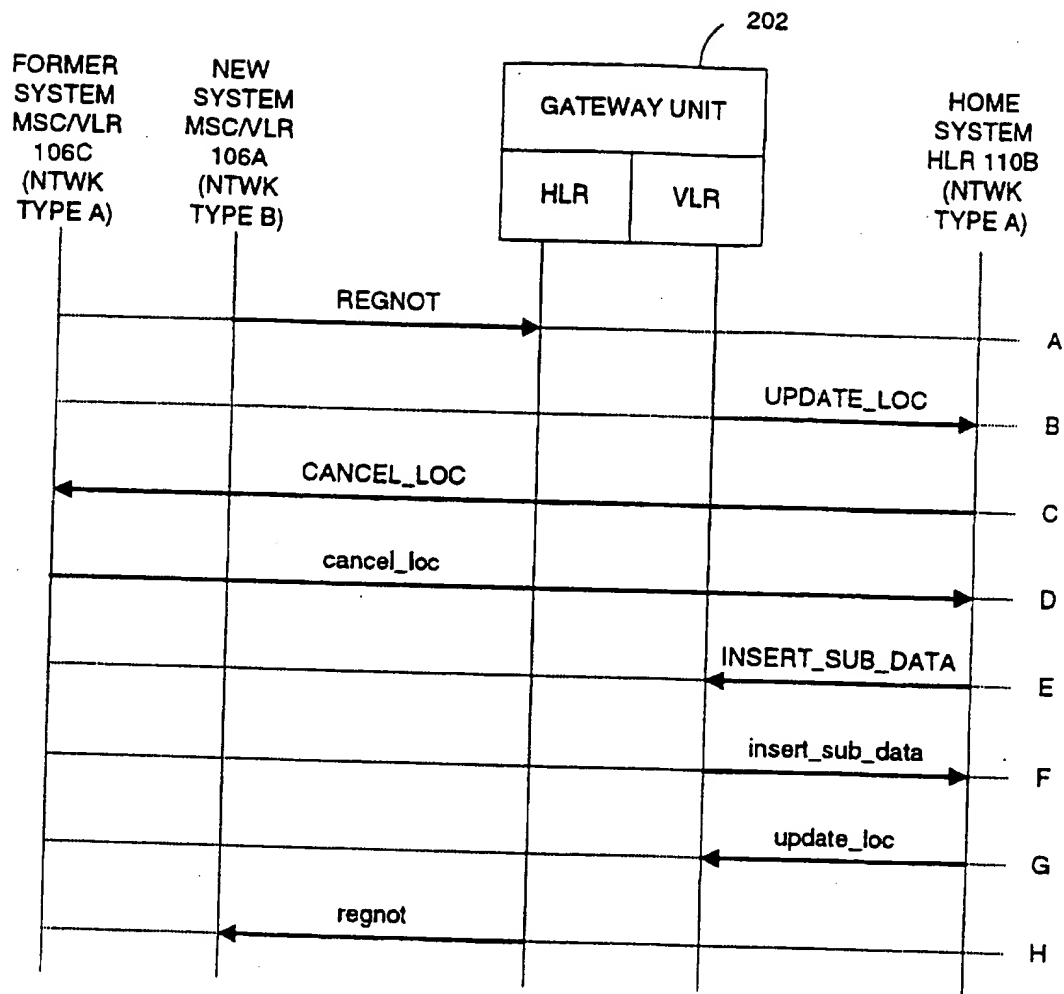 202
FORMER
SYSTEM
MSC/VLR
106C
(NTWK
TYPE A)
NEW
SYSTEM
MSC/VLR
106A
(NTWK
TYPE B)
GATEWAY UNIT
HLR
VLR
HOME
SYSTEM
HLR 110B
(NTWK
TYPE A)
REGNOT
A
UPDATE_LOC
B
CANCEL_LOC
C
cancel_loc
D
INSERT_SUB_DATA
E
insert_sub_data
F
update_loc
G
regnot
H